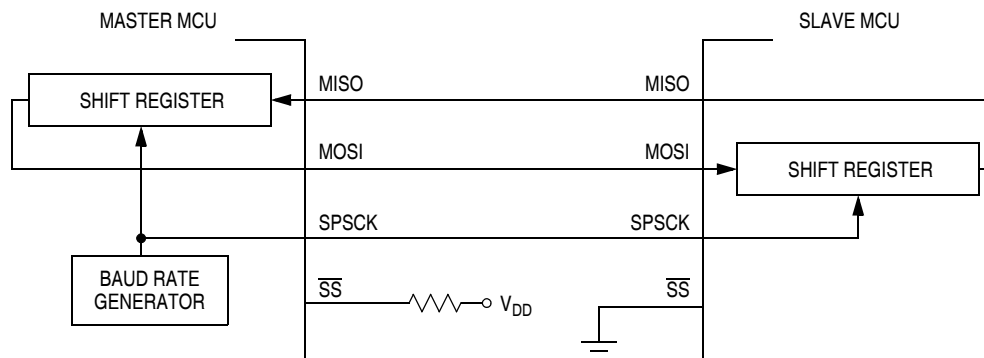 MASTER MCU
SLAVE MCU
SHIFT REGISTER
MISO
MISO
MOSI
MOSI
SHIFT REGISTER
SPSCK
SPSCK
BAUD RATE
GENERATOR
SS
VDD
SS